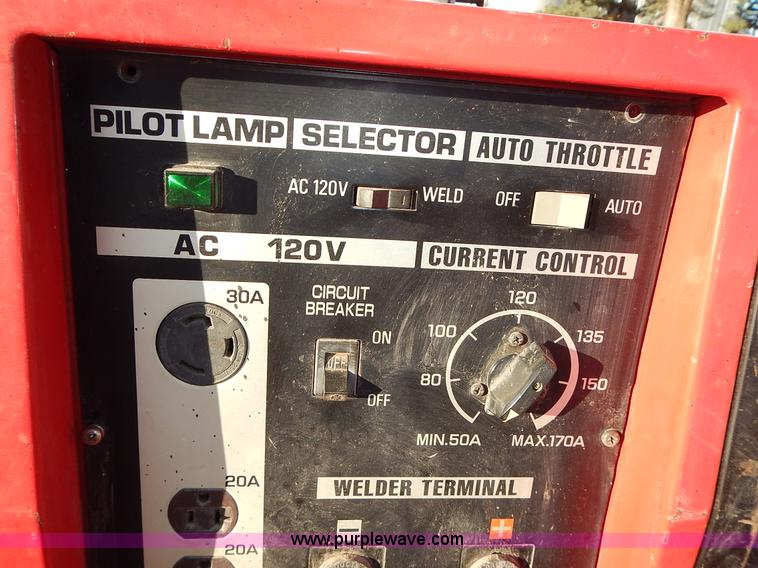 PILOT LAMP SELECTOR AUTO THROTTLE
AC 120V WELD OFF AUTO
AC 120V CURRENT CONTROL
30A
CIRCUIT
BREAKER
ON
OFF
OFF
120
100 135
80 150
MIN.50A MAX.170A
20A
WELDER TERMINAL
20A
www.purplewave.com